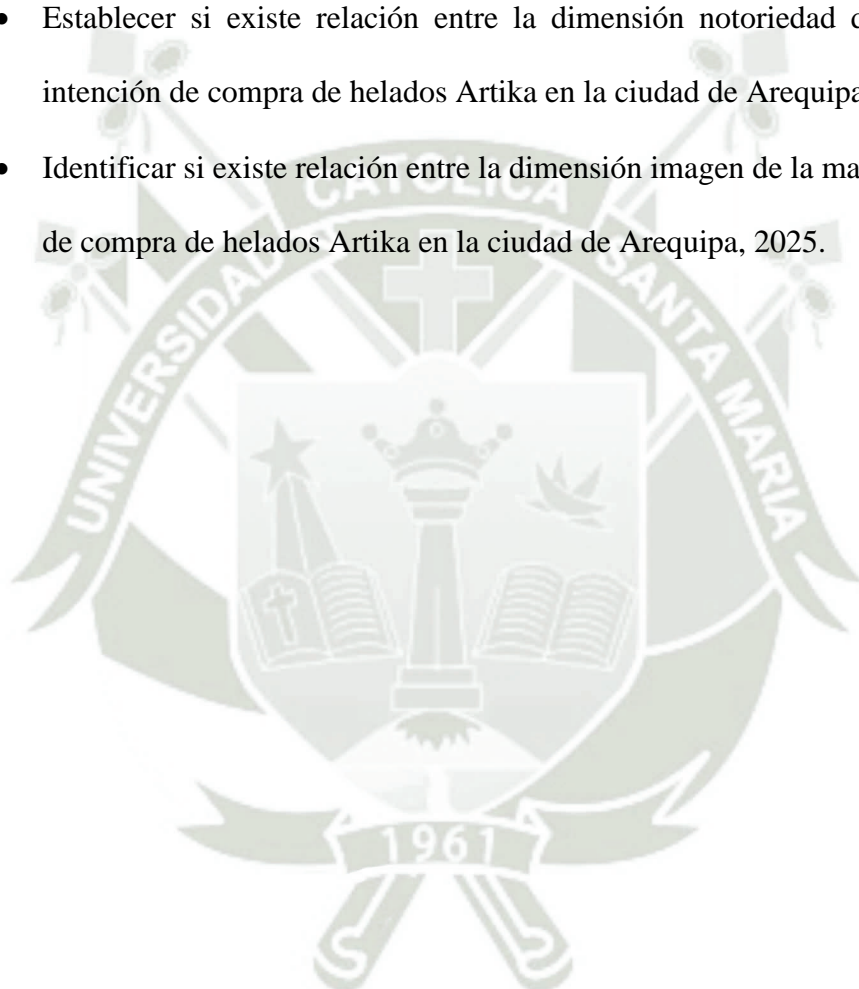 • Establecer si existe relación entre la dimensión notoriedad
intención de compra de helados Artika en la ciudad de Arequipa
• Identificar si existe relación entre la dimensión imagen de la
de compra de helados Artika en la ciudad de Arequipa, 2025.
UNIVERSIDAD CATOLICA SANTA MARIA
1961